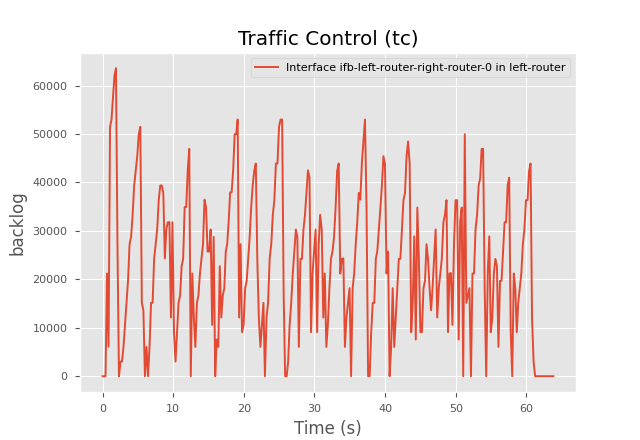 Traffic Control (tc)
Interface ifb-left-router-right-router-0 in left-router
60000
50000
40000
30000
20000
10000
0
backlog
0 10 20 30 40 50 60
Time (s)